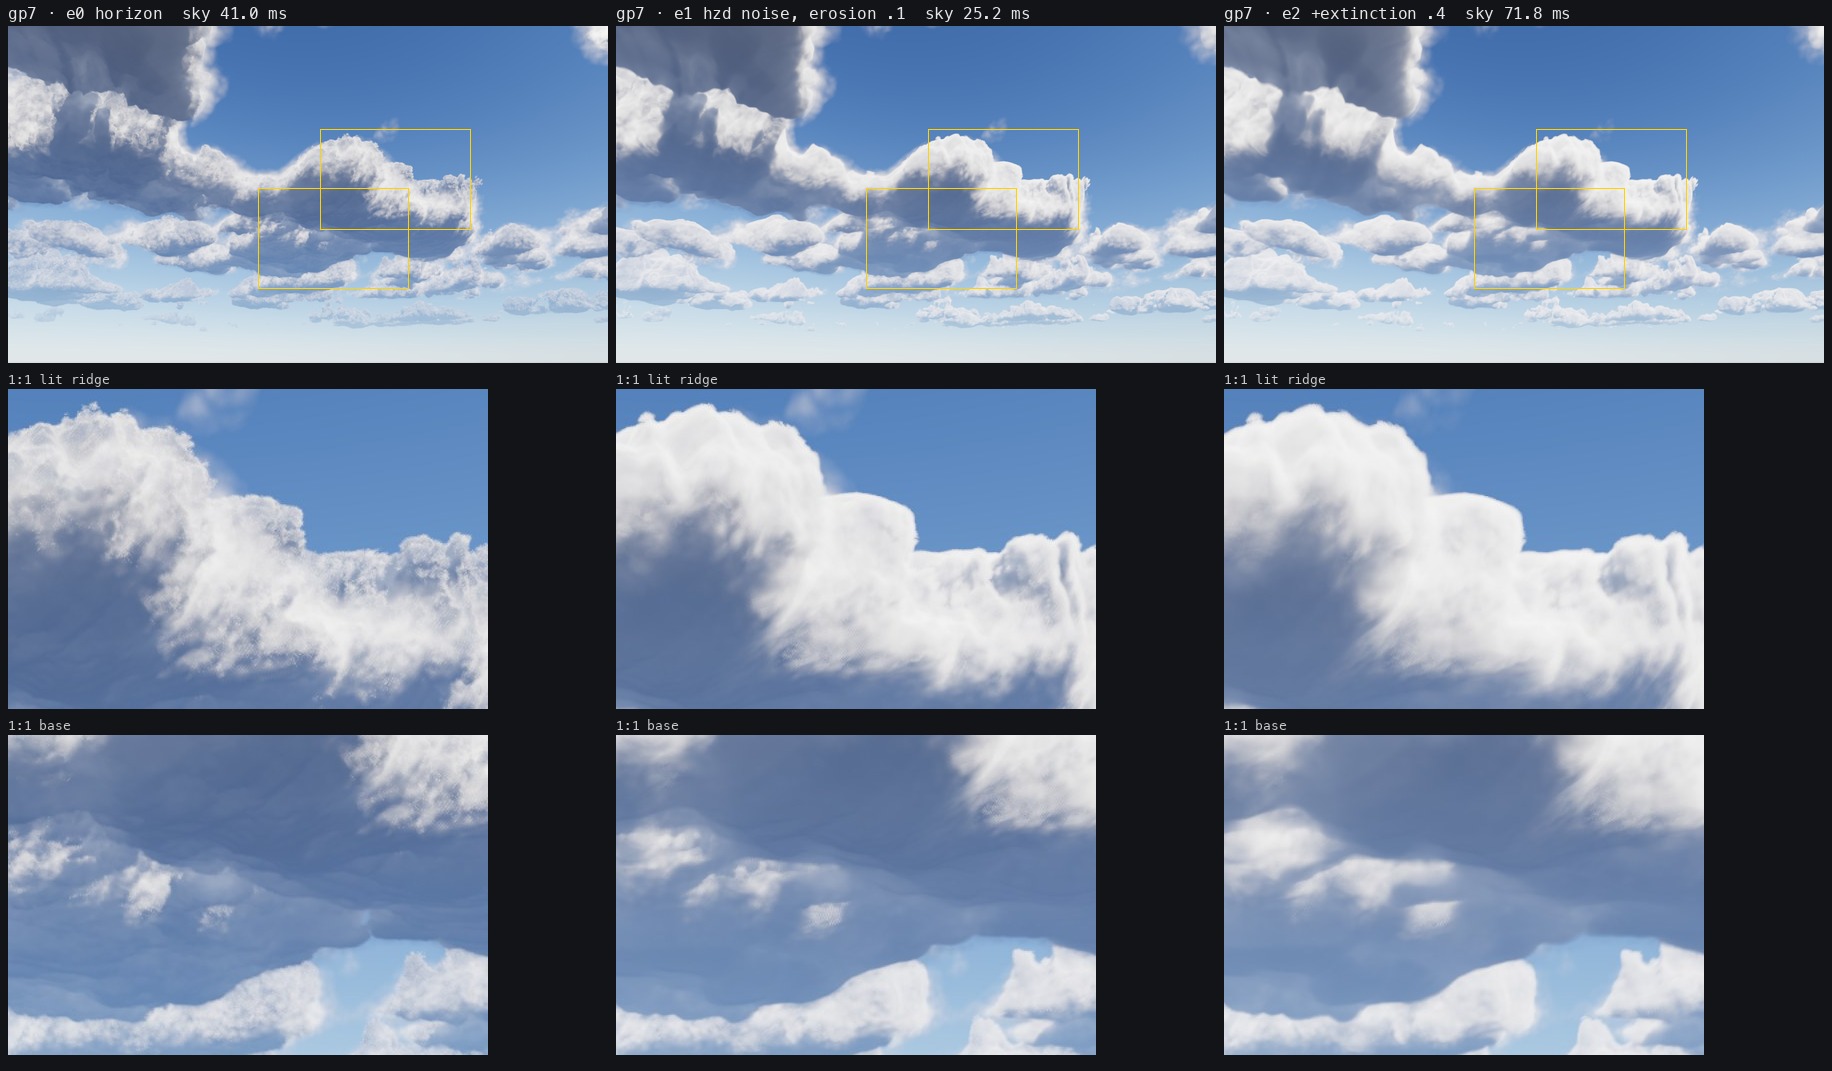 gp7 · e0 horizon  sky 41.0 ms
gp7 · e1 hzd noise, erosion .1  sky 25.2 ms
gp7 · e2 +extinction .4  sky 71.8 ms
1:1 lit ridge
1:1 lit ridge
1:1 lit ridge
1:1 base
1:1 base
1:1 base